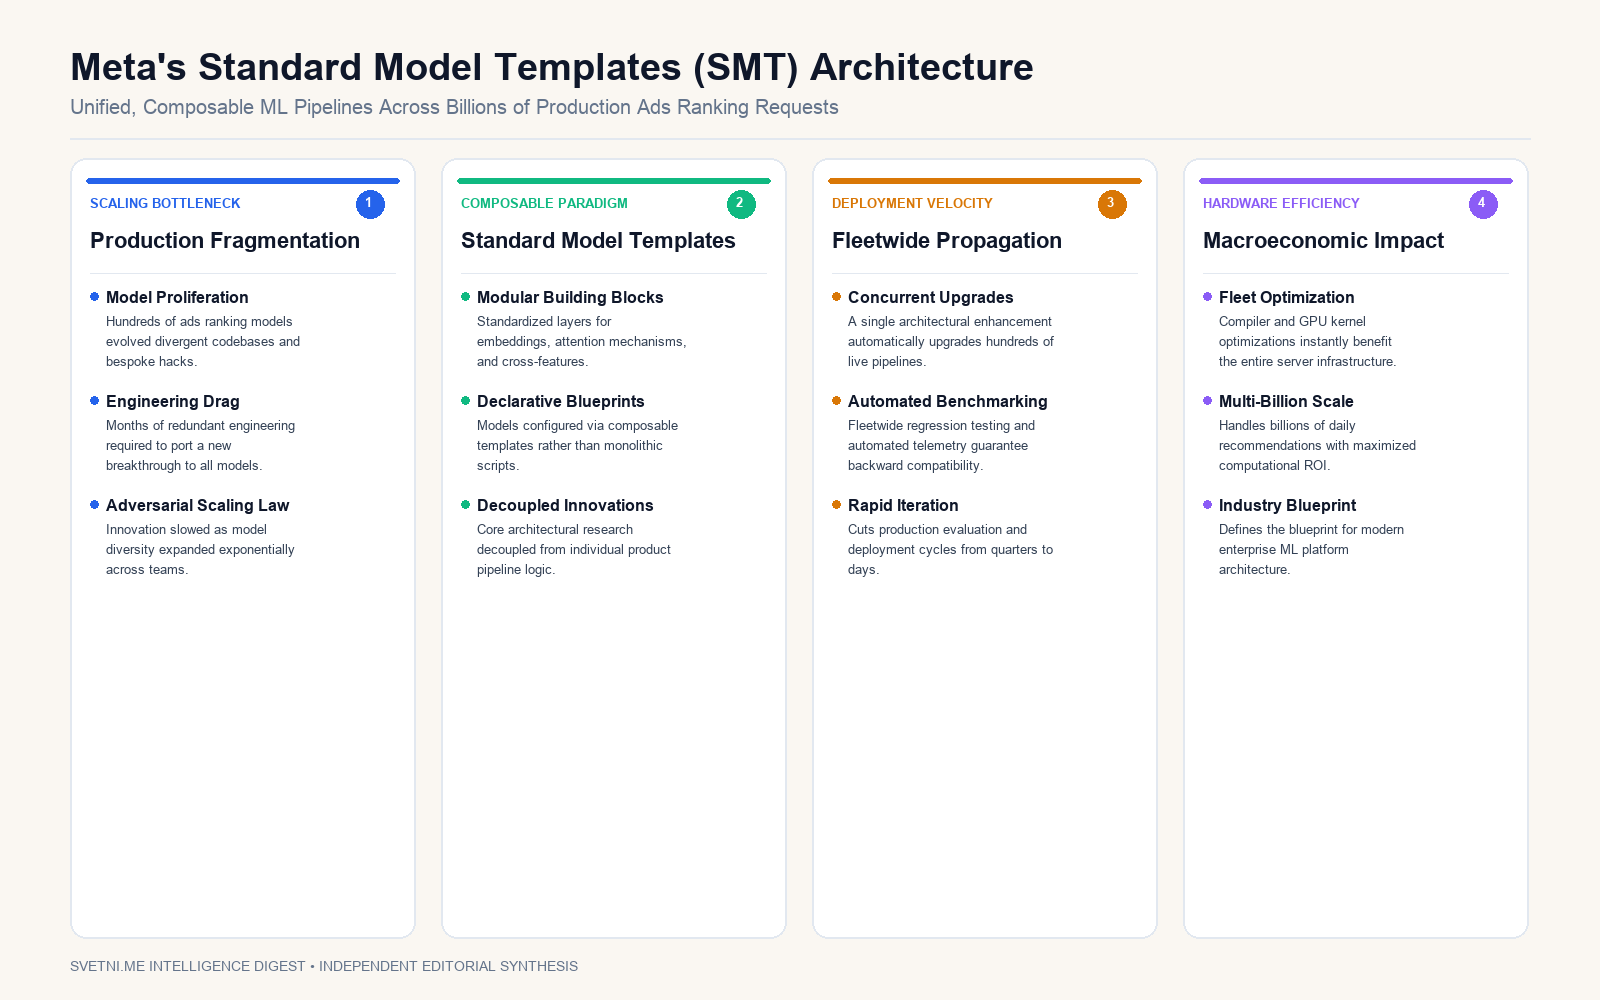 Meta's Standard Model Templates (SMT) Architecture
Unified, Composable ML Pipelines Across Billions of Production Ads Ranking Requests
SCALING BOTTLENECK
1
Production Fragmentation
Model Proliferation
Hundreds of ads ranking models
evolved divergent codebases and
bespoke hacks.
Engineering Drag
Months of redundant engineering
required to port a new
breakthrough to all models.
Adversarial Scaling Law
Innovation slowed as model
diversity expanded exponentially
across teams.
COMPOSABLE PARADIGM
2
Standard Model Templates
Modular Building Blocks
Standardized layers for
embeddings, attention mechanisms,
and cross-features.
Declarative Blueprints
Models configured via composable
templates rather than monolithic
scripts.
Decoupled Innovations
Core architectural research
decoupled from individual product
pipeline logic.
DEPLOYMENT VELOCITY
3
Fleetwide Propagation
Concurrent Upgrades
A single architectural enhancement
automatically upgrades hundreds of
live pipelines.
Automated Benchmarking
Fleetwide regression testing and
automated telemetry guarantee
backward compatibility.
Rapid Iteration
Cuts production evaluation and
deployment cycles from quarters to
days.
HARDWARE EFFICIENCY
4
Macroeconomic Impact
Fleet Optimization
Compiler and GPU kernel
optimizations instantly benefit
the entire server infrastructure.
Multi-Billion Scale
Handles billions of daily
recommendations with maximized
computational ROI.
Industry Blueprint
Defines the blueprint for modern
enterprise ML platform
architecture.
SVETNI.ME INTELLIGENCE DIGEST • INDEPENDENT EDITORIAL SYNTHESIS